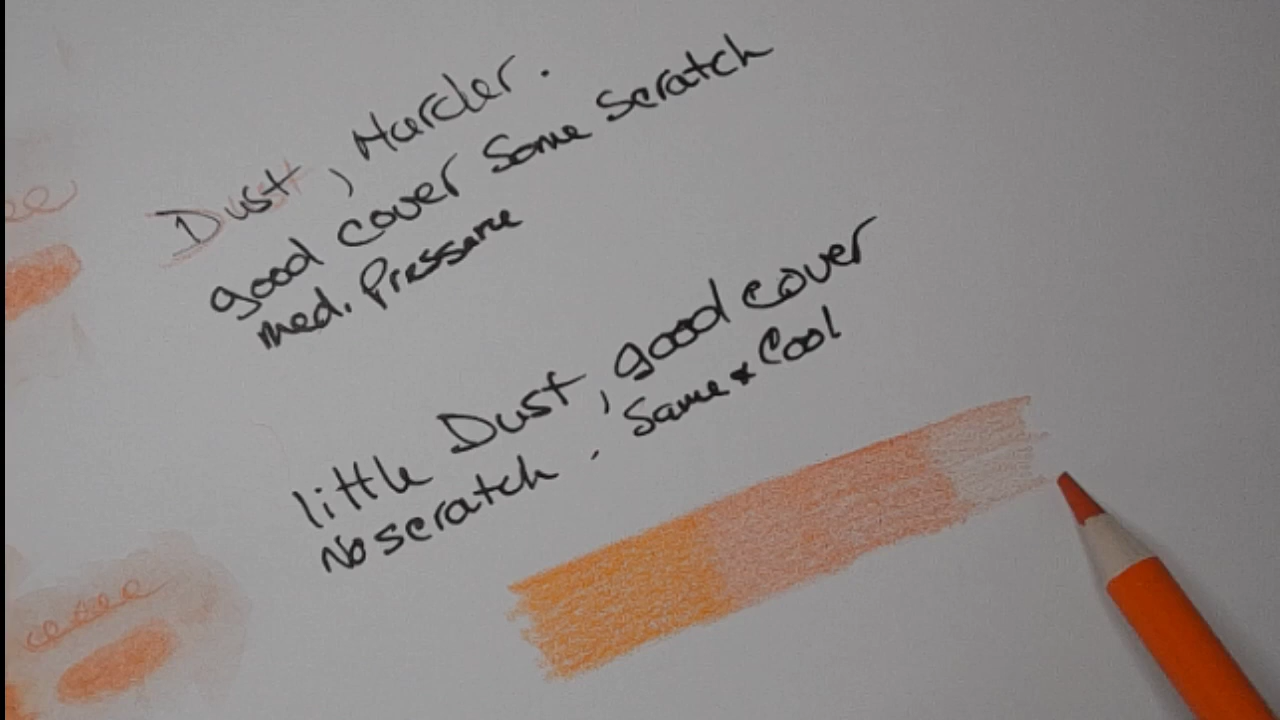 Dust, Harder.
good cover Some Scratch
med. Pressure
little Dust, good cover
No scratch. Same & Cool